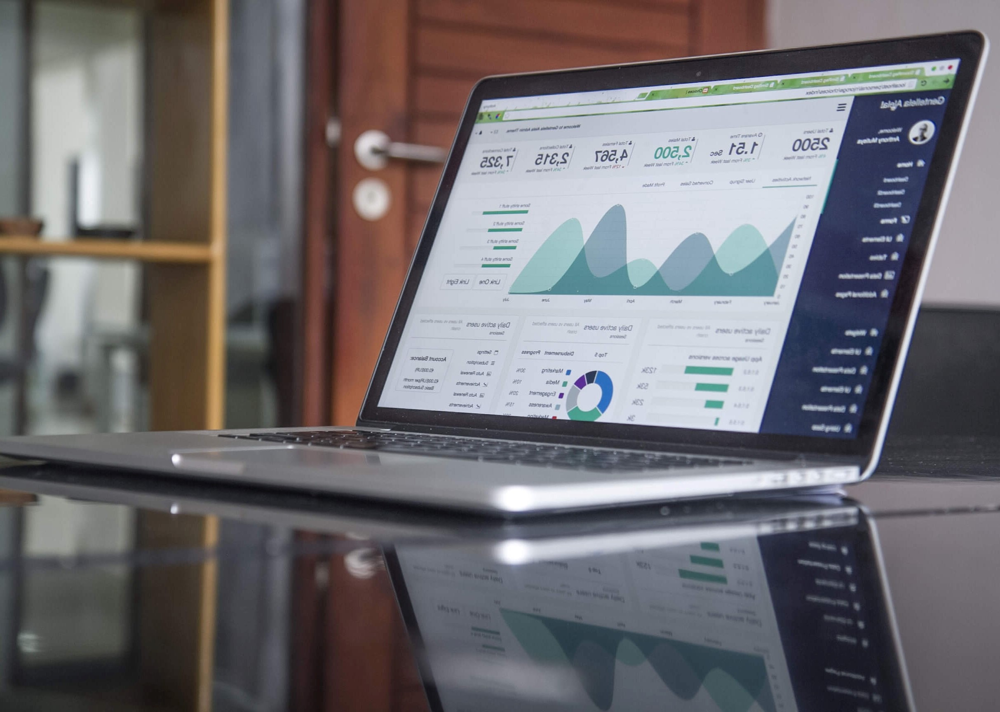 Gentellela Alela!
Welcome,
Anthony Muteya
Home
Dashboard
Dashboard2
Dashboard3
Forms
UI Elements
Tables
Data Presentation
Additional Pages
Widgets
UI Elements
Data Presentation
UI Elements
Data Presentation
Welcome to Gentellela Alela Admin Theme,
Total Users
2500
4% From last Week
Avarare Time
1.51 Sec
3% From last Week
Total Males
2,500
34% From last Week
Total Females
4,567
12% From last Week
Total Collections
2,315
34% From last Week
Total Connections
7,325
34% From last Week
Network Activities User Signup Converted Sales Profit Made
100
90
80
70
60
50
40
30
20
10
0
January February March April May June July
Some shitty stuff 1
Some shitty stuff 2
Some shitty stuff 3
Some shitty stuff 4
Link One Link Eight
Daily active users All users vs users affected
crash
Sessions
App Usage across versions
123k
53k
23k
3k
Daily active users All users vs users affected
crash
Sessions
Top 5 Disbursement Progress
Marketing 30%
Media 10%
Engagement 20%
Awareness 15%
Marketing
Daily active users All users vs users affected
crash
Sessions
Settings
Subscription
Auto Renewal
Achievements
Auto Renewal
Achievements
Account Balance:
€0.00(EUR)
€0.00(EUR)per month
Basic Subscription